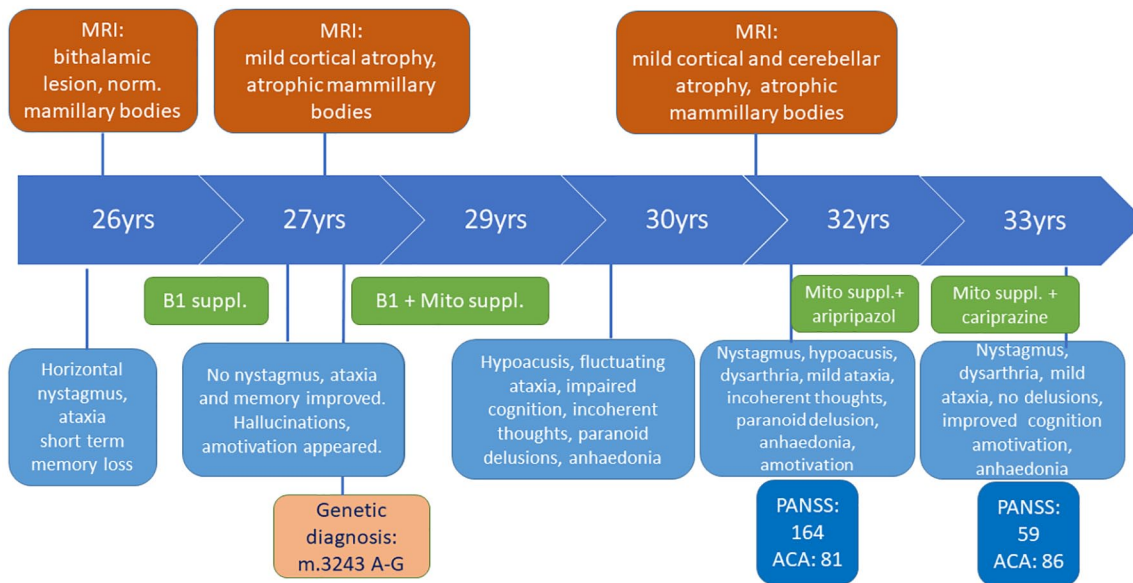 MRI:
bithalamic
lesion, norm.
mamillary bodies
MRI:
mild cortical atrophy,
atrophic mammillary
bodies
MRI:
mild cortical and cerebellar
atrophy, atrophic
mammillary bodies
26yrs
27yrs
29yrs
30yrs
32yrs
33yrs
B1 suppl.
B1 + Mito suppl.
Mito suppl.+
aripripazol
Mito suppl. +
cariprazine
Horizontal
nystagmus,
ataxia
short term
memory loss
No nystagmus, ataxia
and memory improved.
Hallucinations,
amotivation appeared.
Hypoacusis, fluctuating
ataxia, impaired
cognition, incoherent
thoughts, paranoid
delusions, anhaedonia
Nystagmus, hypoacusis,
dysarthria, mild ataxia,
incoherent thoughts,
paranoid delusion,
anhaedonia,
amotivation
Nystagmus,
dysarthria, mild
ataxia, no delusions,
improved cognition
amotivation,
anhaedonia
Genetic
diagnosis:
m.3243 A-G
PANSS:
164
ACA: 81
PANSS:
59
ACA: 86